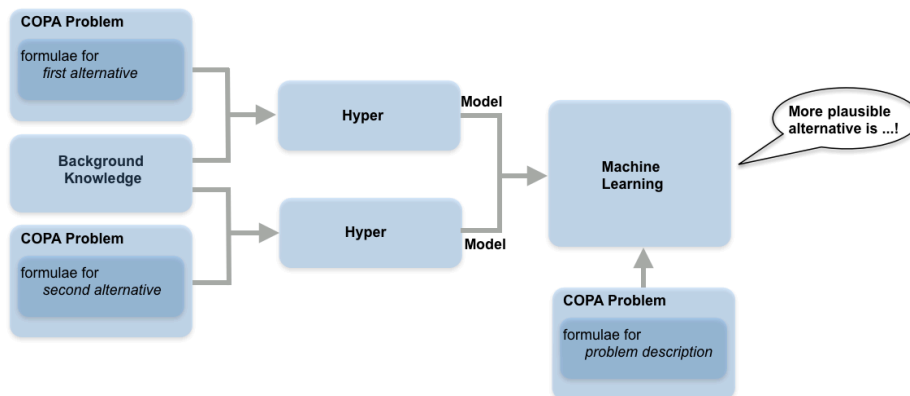 COPA Problem
formulae for
first alternative
Background
Knowledge
COPA Problem
formulae for
second alternative
Hyper
Model
Hyper
Model
Machine
Learning
More plausible
alternative is ...!
COPA Problem
formulae for
problem description